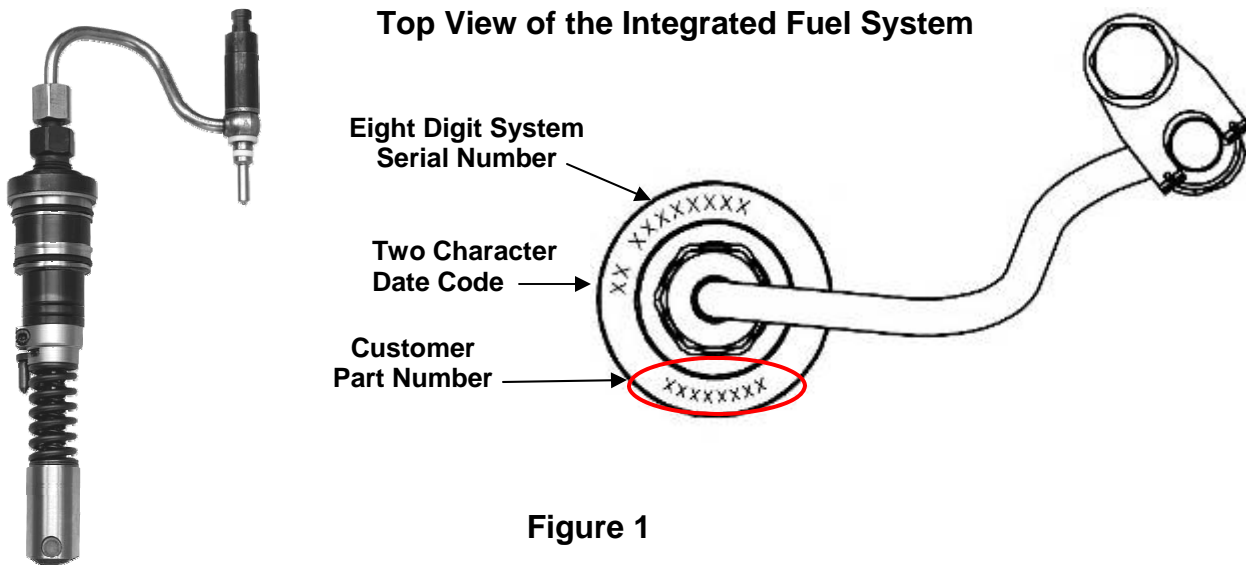 Top View of the Integrated Fuel System
Eight Digit System
Serial Number
XXXXXXXX
XX
Two Character
Date Code
Customer
Part Number
XXXXXXXX
Figure 1